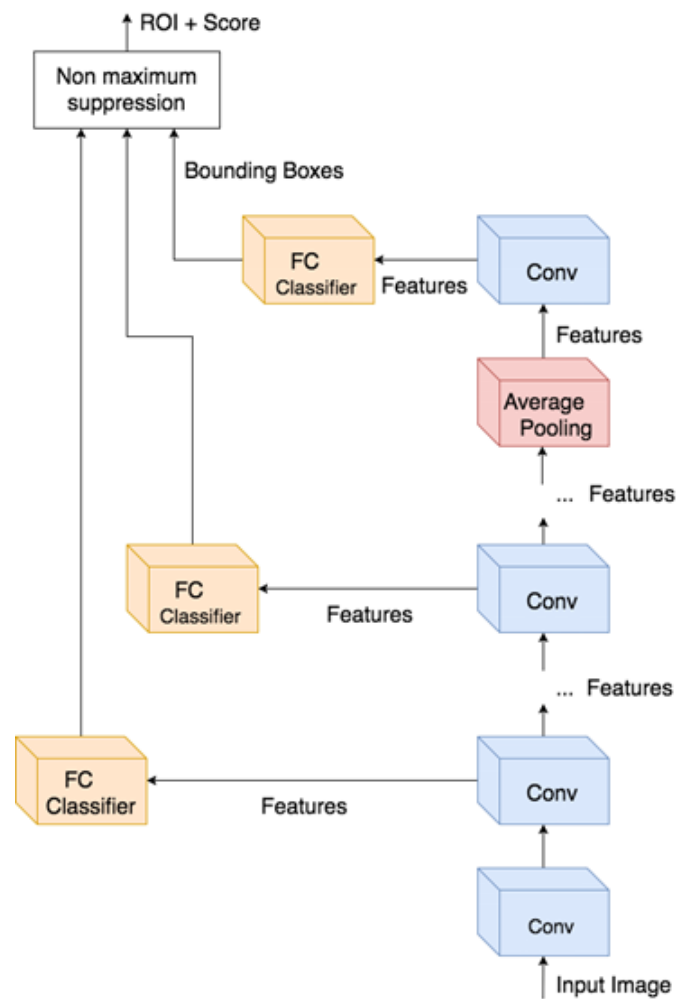 ROI + Score
Non maximum
suppression
Bounding Boxes
FC
Classifier
Features
Conv
Features
Average
Pooling
... Features
FC
Classifier
Features
Conv
... Features
FC
Classifier
Features
Conv
Conv
Input Image